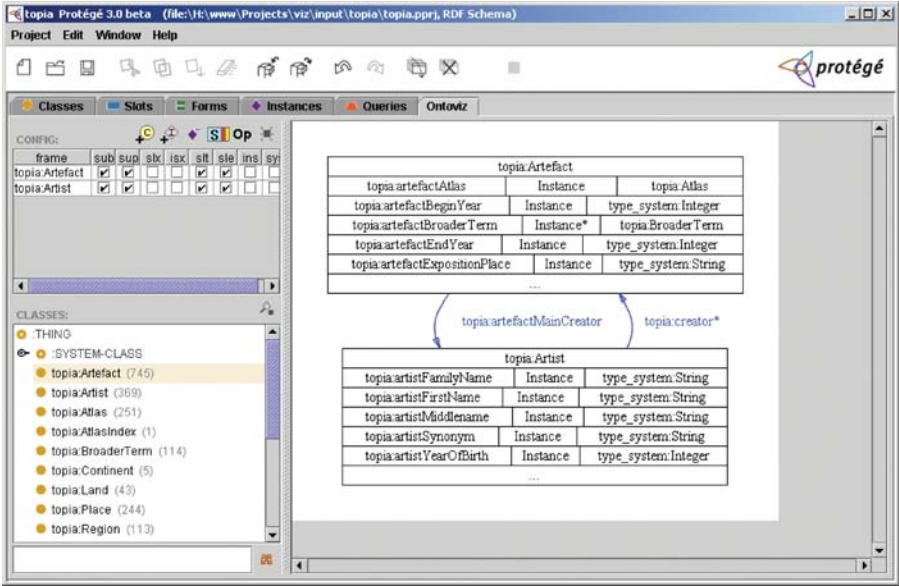 topia Protégé 3.0 beta (file:\H:\www\Projects\viz\input\topia\topia.pprj, RDF Schema)
Project Edit Window Help
protégé
Classes Slots Forms Instances Queries Ontoviz
CONFIG: C I S Op
frame sub sup slx isx slt sle ins sy
topia:Artefact
topia:Artist
CLASSES:
:THING
:SYSTEM-CLASS
topia:Artefact (745)
topia:Artist (369)
topia:Atlas (251)
topia:AtlasIndex (1)
topia:BroaderTerm (114)
topia:Continent (5)
topia:Land (43)
topia:Place (244)
topia:Region (113)
topia:Artefact
topia:artefactAtlas Instance topia:Atlas
topia:artefactBeginYear Instance type_system:Integer
topia:artefactBroaderTerm Instance* topia:BroaderTerm
topia:artefactEndYear Instance type_system:Integer
topia:artefactExpositionPlace Instance type_system:String
...
topia:artefactMainCreator topia:creator*
topia:Artist
topia:artistFamilyName Instance type_system:String
topia:artistFirstName Instance type_system:String
topia:artistMiddlename Instance type_system:String
topia:artistSynonym Instance type_system:String
topia:artistYearOfBirth Instance type_system:Integer
...